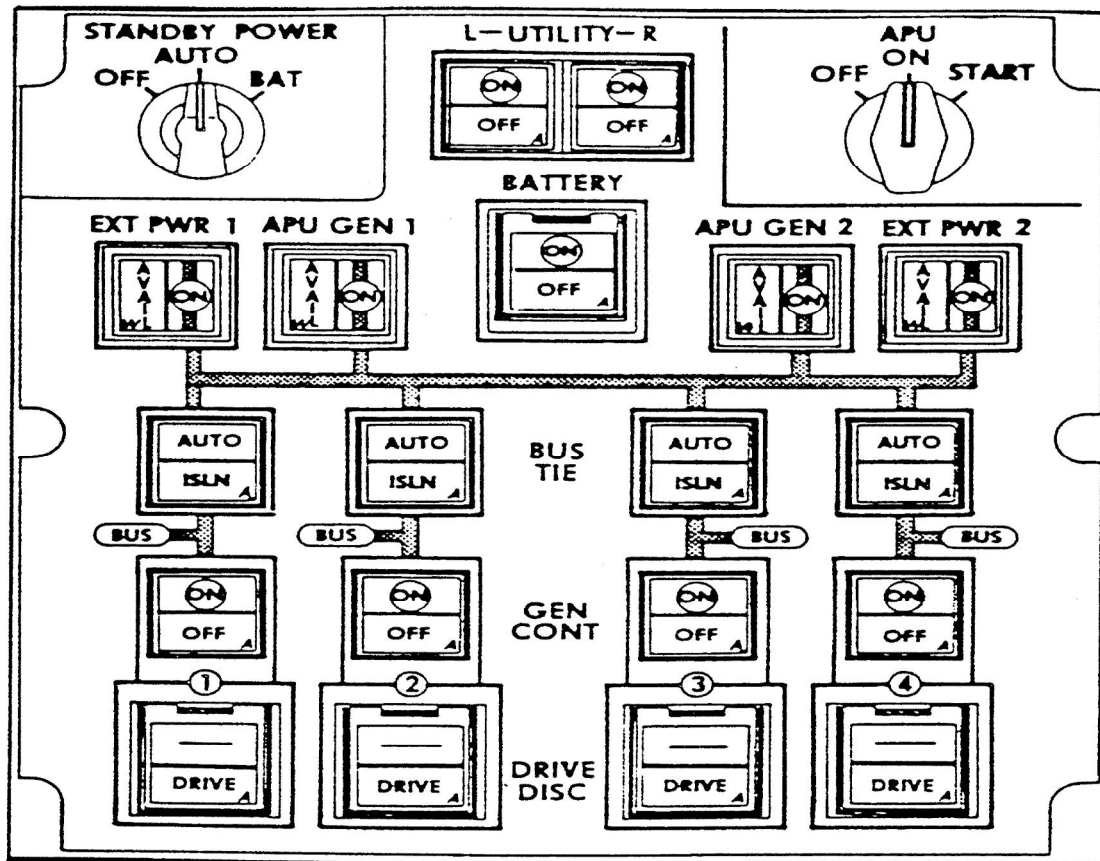 STANDBY POWER
AUTO
OFF BAT
L-UTILITY-R
ON ON
OFF A OFF A
APU
ON
OFF START
BATTERY
ON
OFF A
EXT PWR 1 APU GEN 1
AVAIL ON AVAIL ON
APU GEN 2 EXT PWR 2
AVAIL ON AVAIL ON
AUTO AUTO AUTO AUTO
ISLN A ISLN A ISLN A ISLN A
BUS
TIE
BUS BUS BUS BUS
ON ON ON ON
OFF A OFF A OFF A OFF A
GEN
CONT
1 2 3 4
DRIVE A DRIVE A DRIVE A DRIVE A
DRIVE
DISC